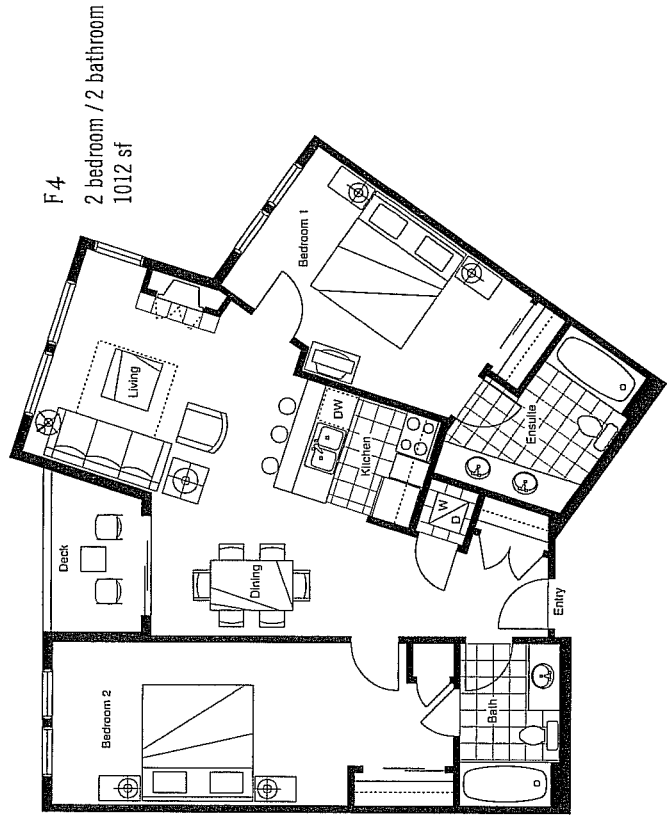 F4
2 bedroom / 2 bathroom
1012 sf
Bedroom 1
Living
DW
Kitchen
Ensuite
W
D
Deck
Dining
Entry
Bedroom 2
Bath